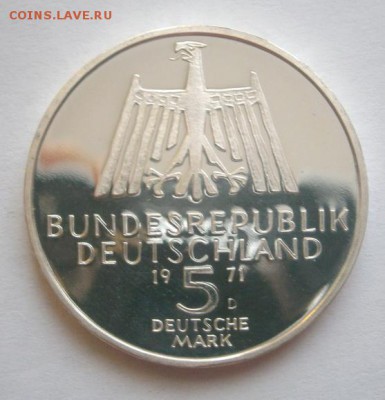 COINS.LAVE.RU
BUNDESREPUBLIK
DEUTSCHLAND
19 71
5
D
DEUTSCHE
MARK